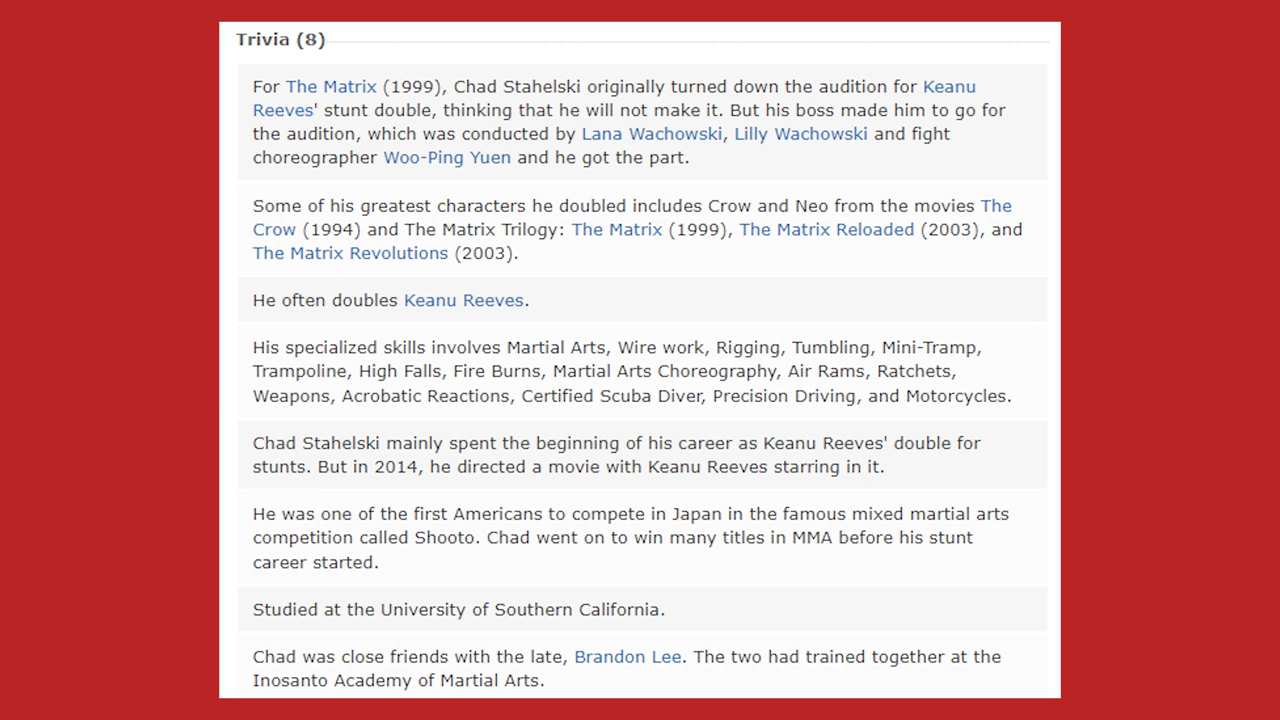 Trivia (8)
For The Matrix (1999), Chad Stahelski originally turned down the audition for Keanu
Reeves' stunt double, thinking that he will not make it. But his boss made him to go for
the audition, which was conducted by Lana Wachowski, Lilly Wachowski and fight
choreographer Woo-Ping Yuen and he got the part.
Some of his greatest characters he doubled includes Crow and Neo from the movies The
Crow (1994) and The Matrix Trilogy: The Matrix (1999), The Matrix Reloaded (2003), and
The Matrix Revolutions (2003).
He often doubles Keanu Reeves.
His specialized skills involves Martial Arts, Wire work, Rigging, Tumbling, Mini-Tramp,
Trampoline, High Falls, Fire Burns, Martial Arts Choreography, Air Rams, Ratchets,
Weapons, Acrobatic Reactions, Certified Scuba Diver, Precision Driving, and Motorcycles.
Chad Stahelski mainly spent the beginning of his career as Keanu Reeves' double for
stunts. But in 2014, he directed a movie with Keanu Reeves starring in it.
He was one of the first Americans to compete in Japan in the famous mixed martial arts
competition called Shooto. Chad went on to win many titles in MMA before his stunt
career started.
Studied at the University of Southern California.
Chad was close friends with the late, Brandon Lee. The two had trained together at the
Inosanto Academy of Martial Arts.